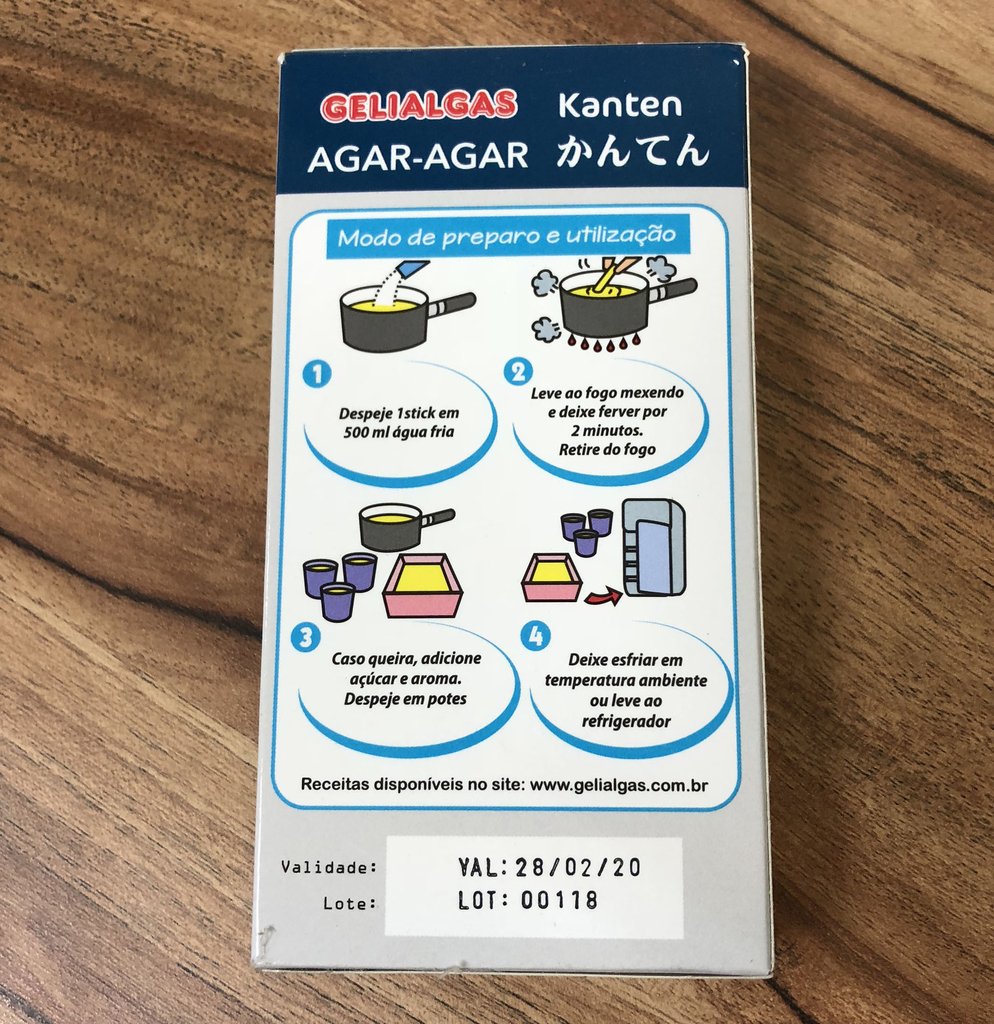 GELIALGAS Kanten
AGAR-AGAR かんてん
Modo de preparo e utilização
1
Despeje 1stick em
500 ml água fria
2
Leve ao fogo mexendo
e deixe ferver por
2 minutos.
Retire do fogo
3
Caso queira, adicione
açúcar e aroma.
Despeje em potes
4
Deixe esfriar em
temperatura ambiente
ou leve ao
refrigerador
Receitas disponíveis no site: www.gelialgas.com.br
Validade: VAL:28/02/20
Lote: LOT: 00118